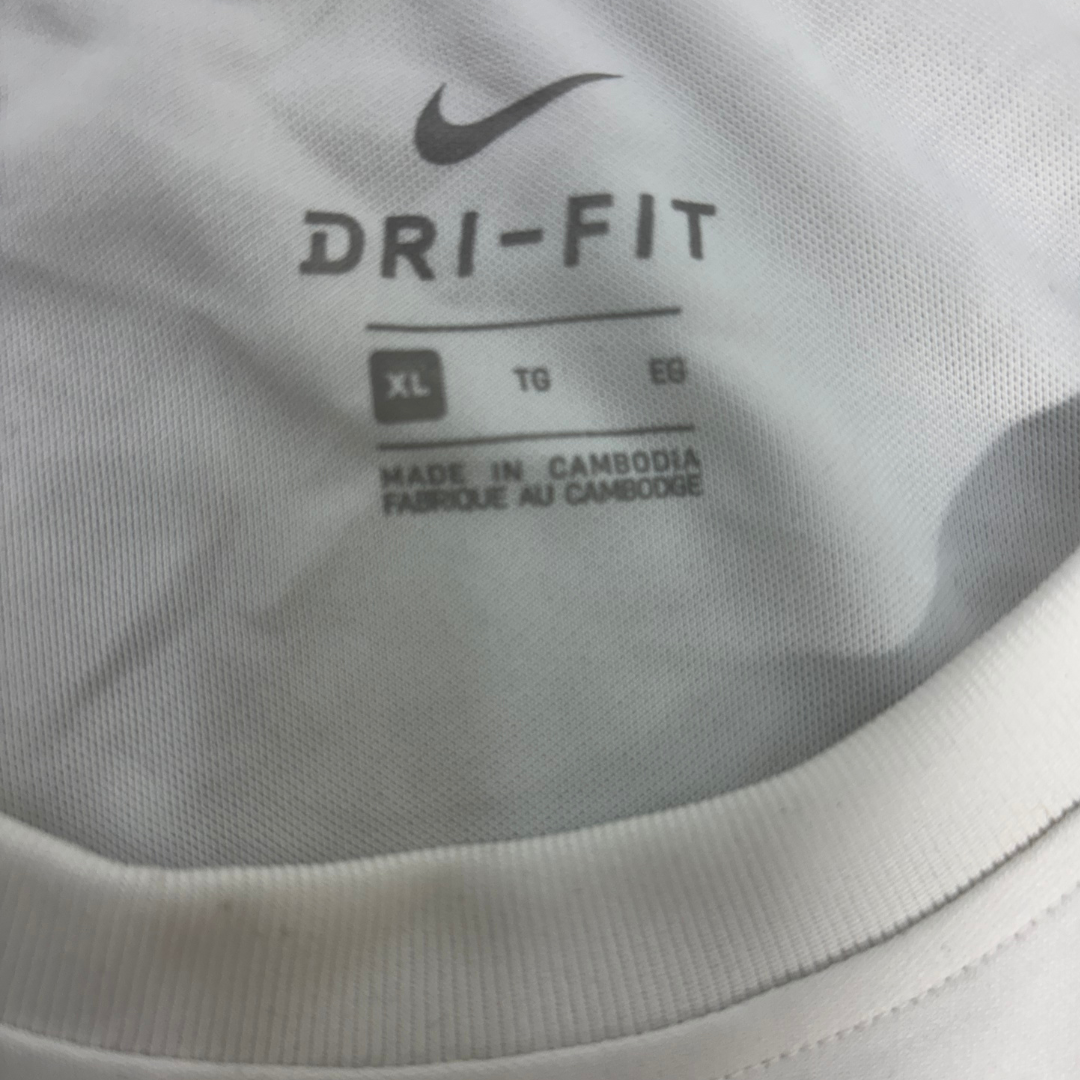 DRI-FIT
XL TG EG
MADE IN CAMBODIA
FABRIQUE AU CAMBODGE